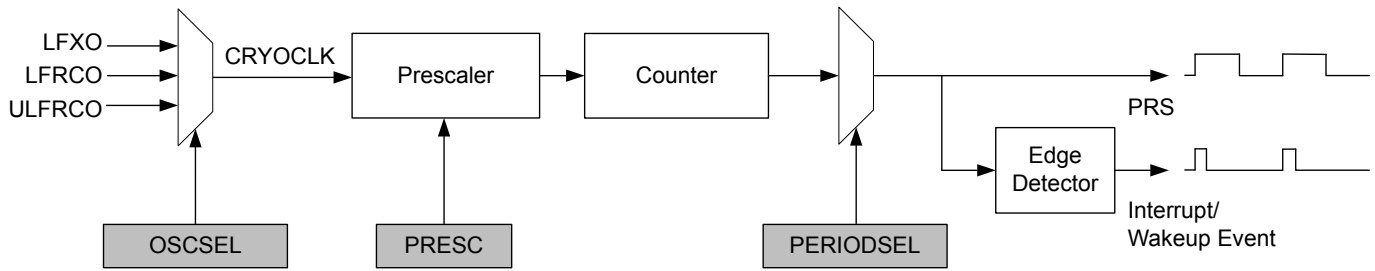 LFXO
LFRCO
ULFRCO
CRYOCLK
Prescaler
Counter
PRS
Edge
Detector
Interrupt/
Wakeup Event
OSCSEL
PRESC
PERIODSEL